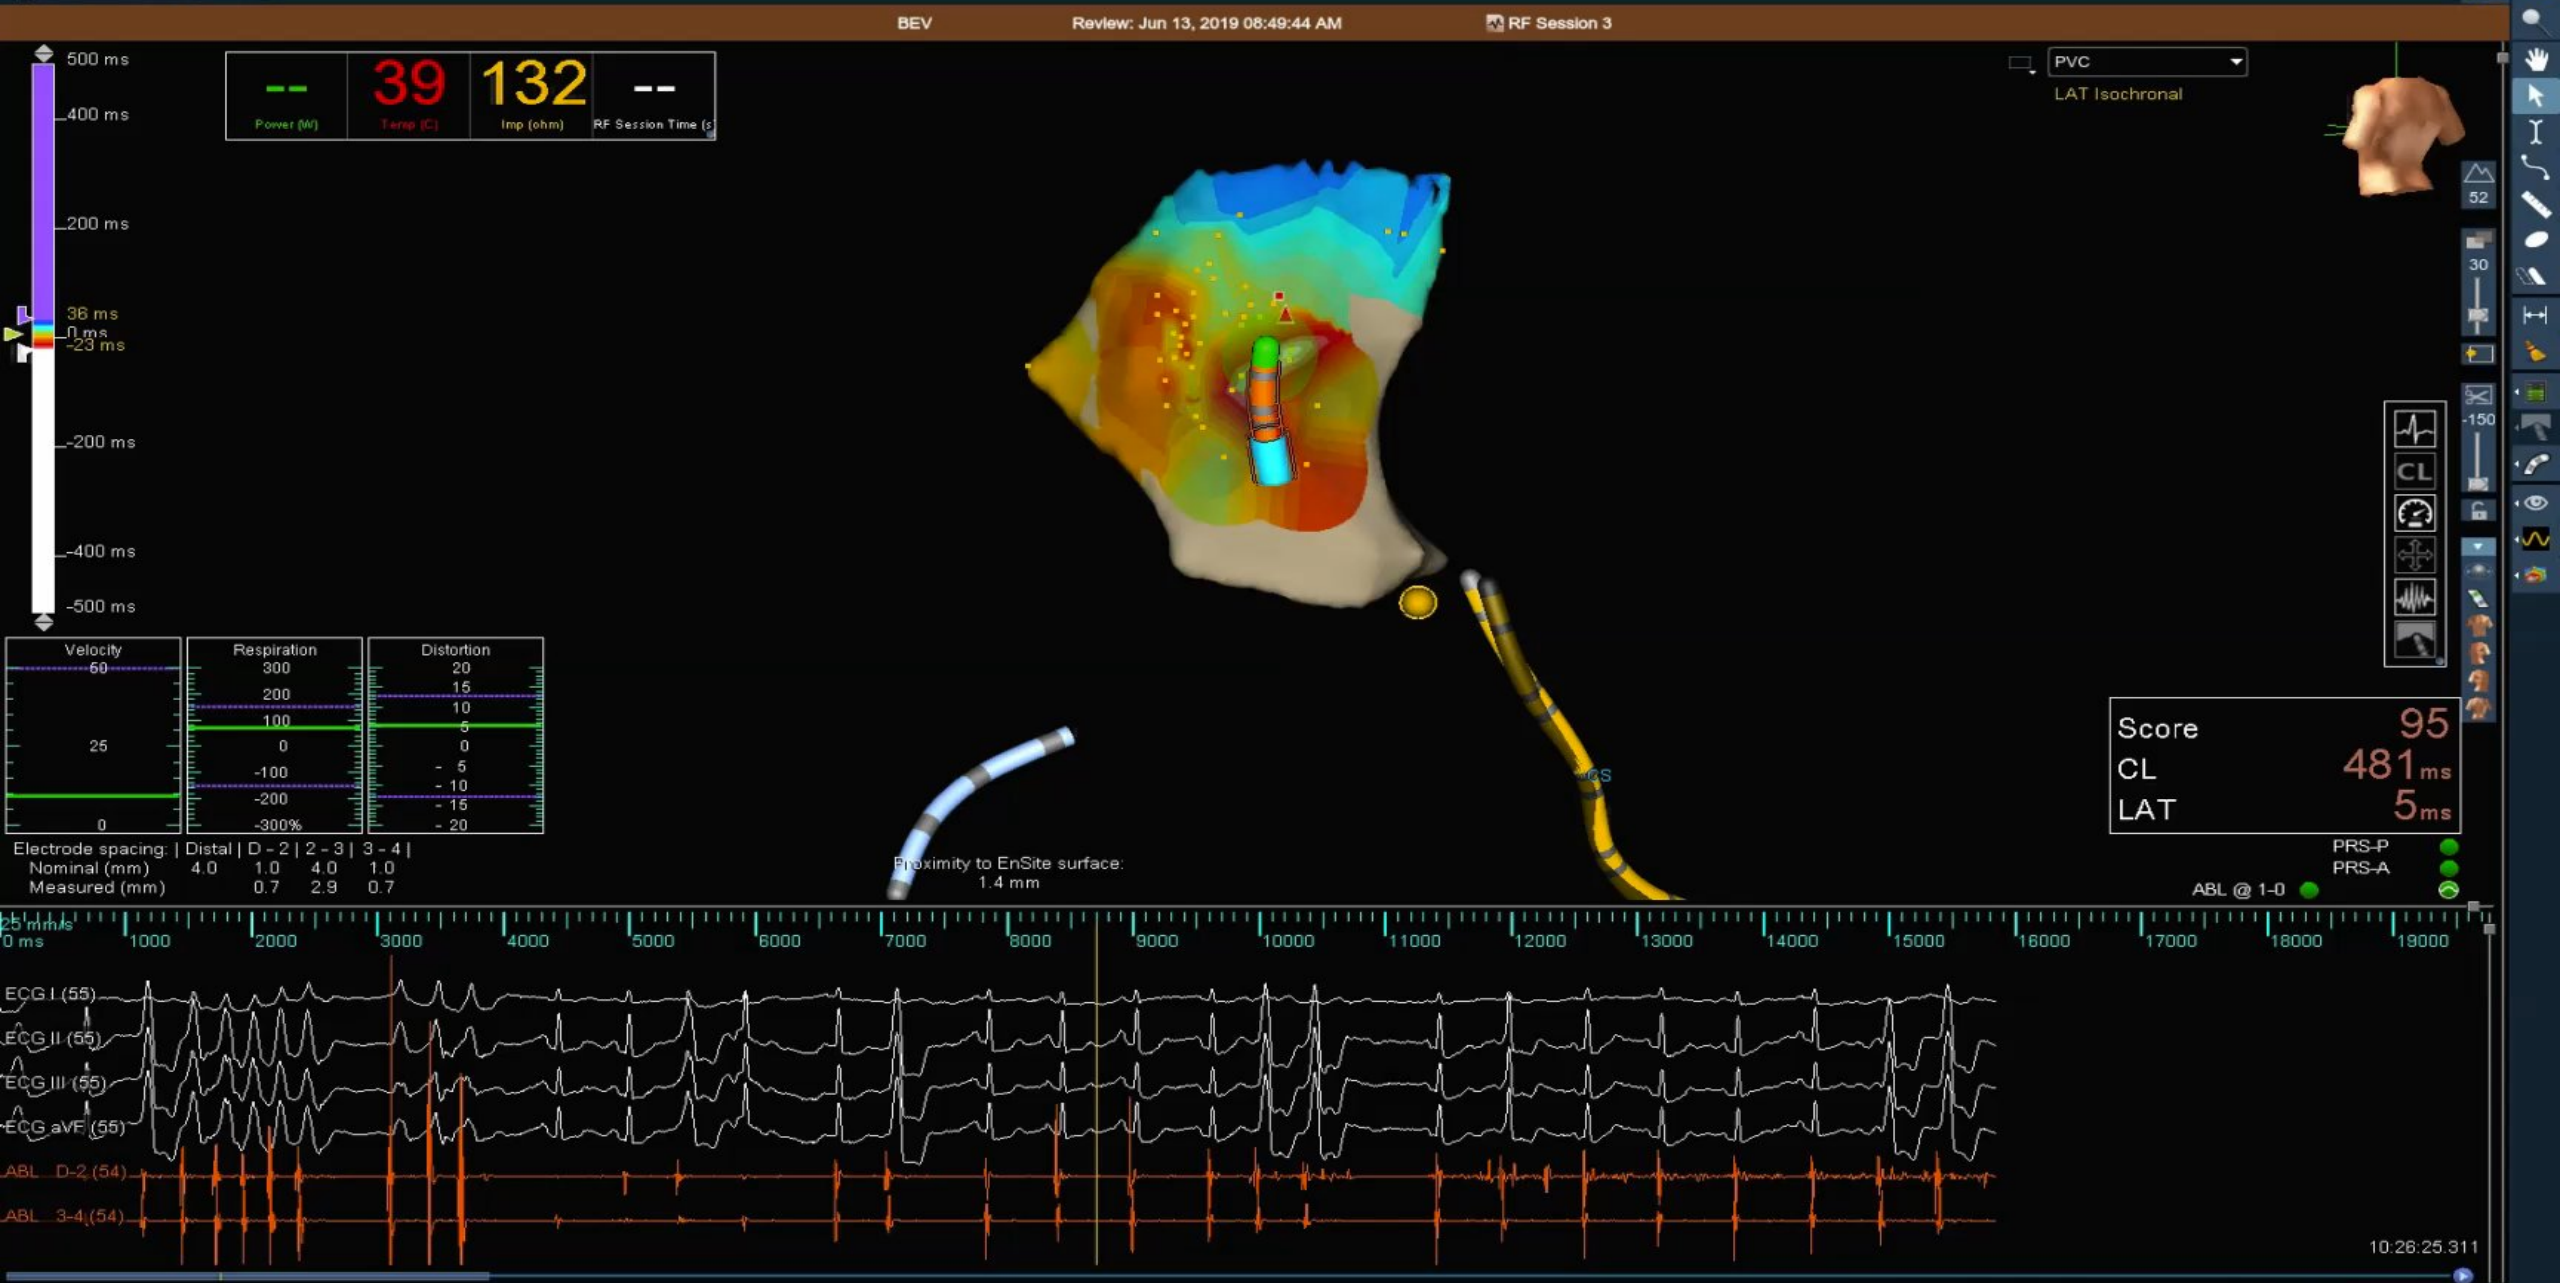 BEV Review: Jun 13, 2019 08:49:44 AM RF Session 3
500 ms
400 ms
200 ms
36 ms
0 ms
-23 ms
-200 ms
-400 ms
-500 ms
-- 39 132 --
Power (W) Temp (C) Imp (ohm) RF Session Time (s
PVC
LAT Isochronal
52
30
-150
CL
CS
Velocity
50
25
0
Respiration
300
200
100
0
-100
-200
-300%
Distortion
20
15
10
5
0
- 5
- 10
- 15
- 20
Electrode spacing: | Distal | D - 2 | 2 - 3 | 3 - 4 |
Nominal (mm) 4.0 1.0 4.0 1.0
Measured (mm) 0.7 2.9 0.7
Proximity to EnSite surface:
1.4 mm
Score 95
CL 481ms
LAT 5ms
PRS-P
PRS-A
ABL @ 1-0
25 mm/s
0 ms 1000 2000 3000 4000 5000 6000 7000 8000 9000 10000 11000 12000 13000 14000 15000 16000 17000 18000 19000
ECG I (55)
ECG II (55)
ECG III (55)
ECG aVF (55)
ABL D-2 (54)
ABL 3-4 (54)
10:26:25.311